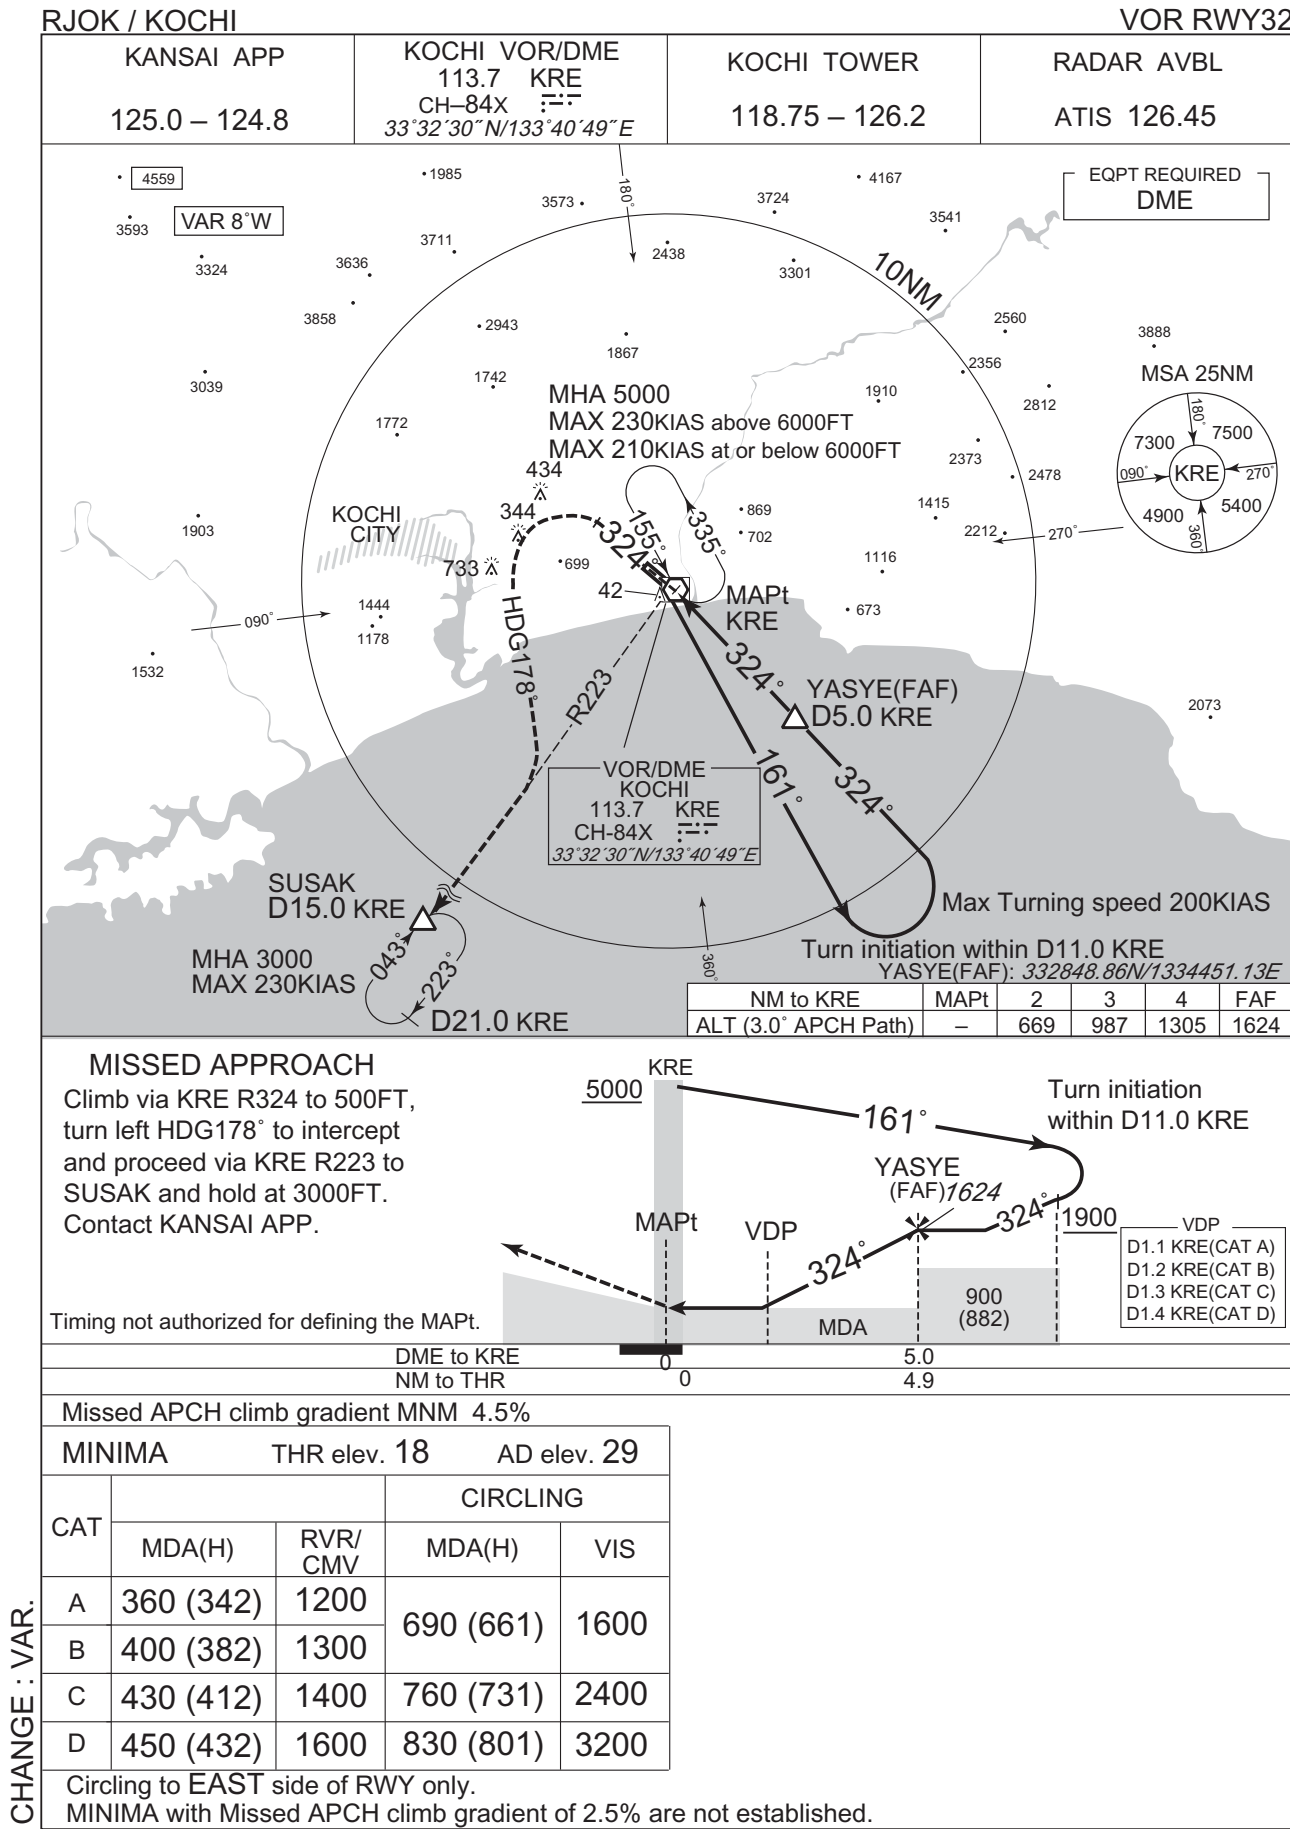 RJOK / KOCHI
VOR RWY32
KANSAI APP
125.0 – 124.8
KOCHI VOR/DME
113.7 KRE
CH–84X
33°32´30˝N/133°40´49˝E
KOCHI TOWER
118.75 – 126.2
RADAR AVBL
ATIS 126.45
EQPT REQUIRED
DME
4559
3593
VAR 8°W
3324
1985
3573
180°
3724
4167
3541
3711
3636
2438
3301
10NM
3858
2943
1867
2560
3888
3039
1742
2356
MSA 25NM
180°
7300
7500
090°
KRE
270°
4900
5400
360°
MHA 5000
MAX 230KIAS above 6000FT
MAX 210KIAS at or below 6000FT
1910
2812
1772
2373
2478
434
344
KOCHI
CITY
1903
733
699
324°
155°
335°
869
702
1415
2212
270°
1116
42
MAPt
KRE
673
1444
1178
090°
1532
HDG178°
R223
324°
YASYE(FAF)
D5.0 KRE
2073
161°
324°
VOR/DME
KOCHI
113.7 KRE
CH-84X
33°32´30˝N/133°40´49˝E
SUSAK
D15.0 KRE
MHA 3000
MAX 230KIAS
043°
223°
D21.0 KRE
360°
Max Turning speed 200KIAS
Turn initiation within D11.0 KRE
YASYE(FAF): 332848.86N/1334451.13E
NM to KRE MAPt 2 3 4 FAF
ALT (3.0° APCH Path) – 669 987 1305 1624
MISSED APPROACH
Climb via KRE R324 to 500FT,
turn left HDG178° to intercept
and proceed via KRE R223 to
SUSAK and hold at 3000FT.
Contact KANSAI APP.
Timing not authorized for defining the MAPt.
KRE
5000
161°
Turn initiation
within D11.0 KRE
YASYE
(FAF) 1624
324°
1900
MAPt
VDP
324°
MDA
900
(882)
VDP
D1.1 KRE(CAT A)
D1.2 KRE(CAT B)
D1.3 KRE(CAT C)
D1.4 KRE(CAT D)
DME to KRE 0 5.0
NM to THR 0 4.9
Missed APCH climb gradient MNM 4.5%
MINIMA THR elev. 18 AD elev. 29
CAT
CIRCLING
MDA(H) RVR/CMV MDA(H) VIS
A 360 (342) 1200 690 (661) 1600
B 400 (382) 1300
C 430 (412) 1400 760 (731) 2400
D 450 (432) 1600 830 (801) 3200
Circling to EAST side of RWY only.
MINIMA with Missed APCH climb gradient of 2.5% are not established.
CHANGE : VAR.